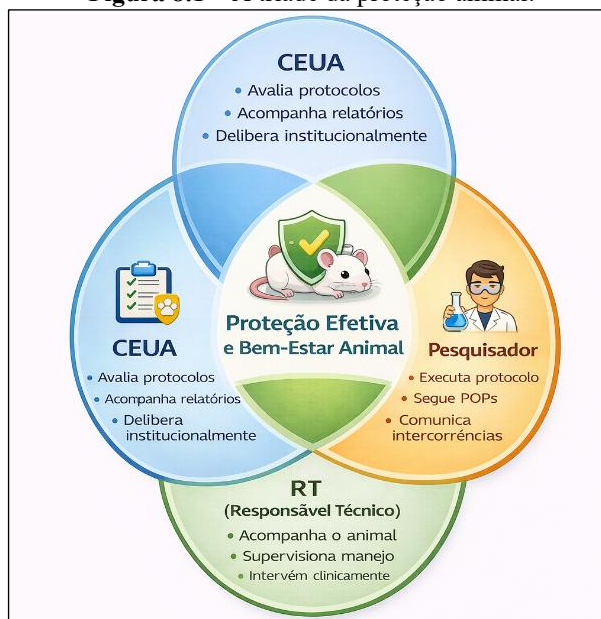 CEUA
• Avalia protocolos
• Acompanha relatórios
• Delibera institucionalmente
CEUA
• Avalia protocolos
• Acompanha relatórios
• Delibera
institucionalmente
Proteção Efetiva
e Bem-Estar Animal
Pesquisador
• Executa protocolo
• Segue POPs
• Comunica
intercorrências
RT
(Responsável Técnico)
• Acompanha o animal
• Supervisiona manejo
• Intervém clinicamente